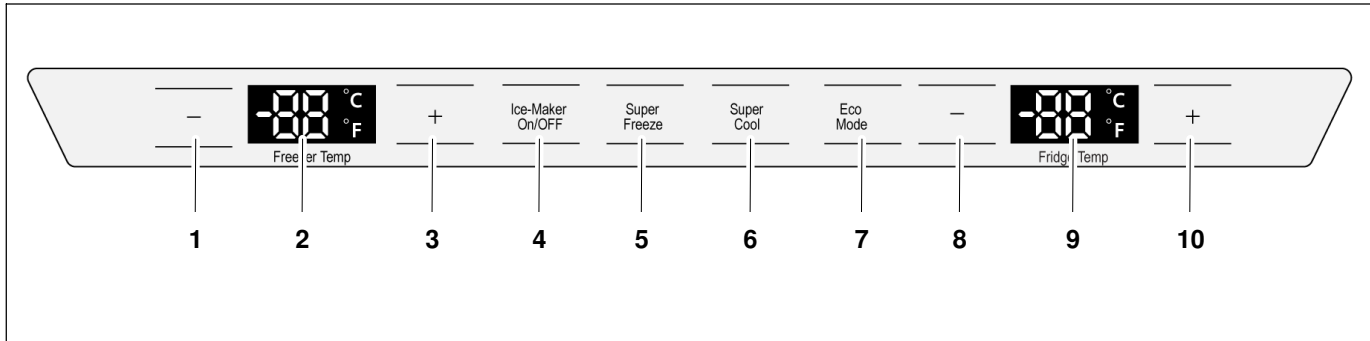 −
-88 °C
°F
Freezer Temp
+
Ice-Maker
On/OFF
Super
Freeze
Super
Cool
Eco
Mode
−
-88 °C
°F
Fridge Temp
+
1 2 3 4 5 6 7 8 9 10